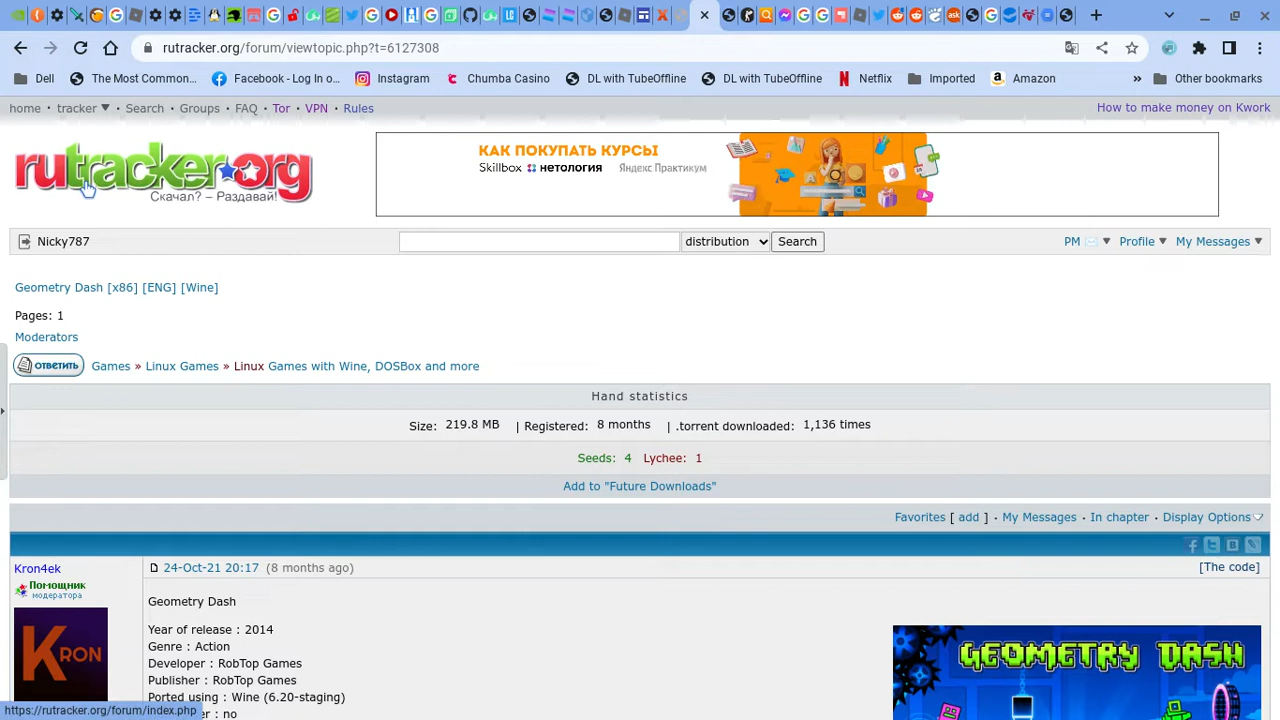 rutracker.org/forum/viewtopic.php?t=6127308
Dell The Most Common... Facebook - Log In o... Instagram Chumba Casino DL with TubeOffline DL with TubeOffline Netflix Imported Amazon » Other bookmarks
home · tracker ▼ · Search · Groups · FAQ Tor · VPN · Rules How to make money on Kwork
rutracker.org
Скачал? – Раздавай!
КАК ПОКУПАТЬ КУРСЫ
Skillbox нетология Яндекс Практикум
Nicky787 distribution Search PM Profile ▼ My Messages ▼
Geometry Dash [x86] [ENG] [Wine]
Pages: 1
Moderators
ОТВЕТИТЬ Games » Linux Games » Linux Games with Wine, DOSBox and more
Hand statistics
Size: 219.8 MB | Registered: 8 months | .torrent downloaded: 1,136 times
Seeds: 4 Lychee: 1
Add to "Future Downloads"
Favorites [ add ] · My Messages · In chapter · Display Options
Kron4ek 24-Oct-21 20:17 (8 months ago) [The code]
Помощник
модератора
KRON
Geometry Dash
Year of release : 2014
Genre : Action
Developer : RobTop Games
Publisher : RobTop Games
Ported using : Wine (6.20-staging)
: no
GEOMETRY DASH
https://rutracker.org/forum/index.php